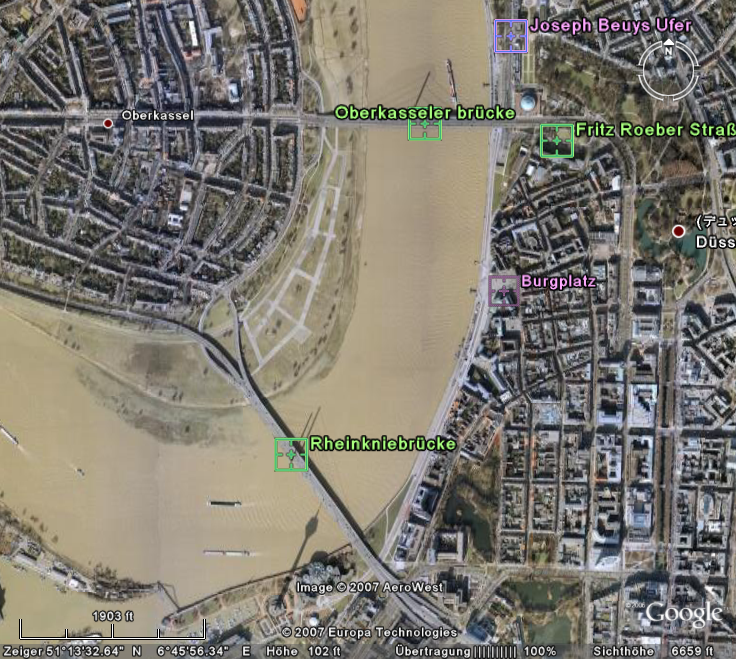 Joseph Beuys Ufer
N
Oberkassel
Oberkasseler brücke
Fritz Roeber Straß
(デュッ
Düss
Burgplatz
Rheinkniebrücke
Image © 2007 AeroWest
1903 ft
© 2007 Europa Technologies
Google
Zeiger 51°13'32.64" N 6°45'56.34" E Höhe 102 ft Übertragung 100% Sichthöhe 6659 ft